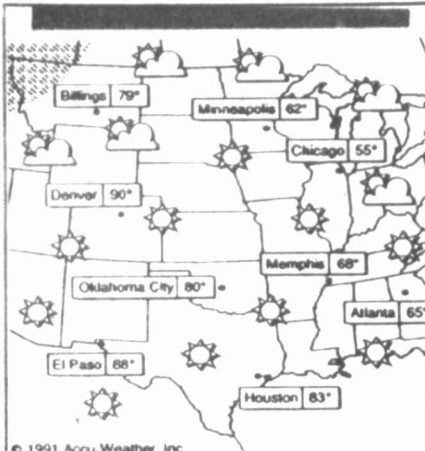 Billings 79°
Minneapolis 62°
Chicago 55°
Denver 90°
Memphis 68°
Oklahoma City 80°
Atlanta 65°
El Paso 88°
Houston 83°
© 1991 Accu Weather, Inc.